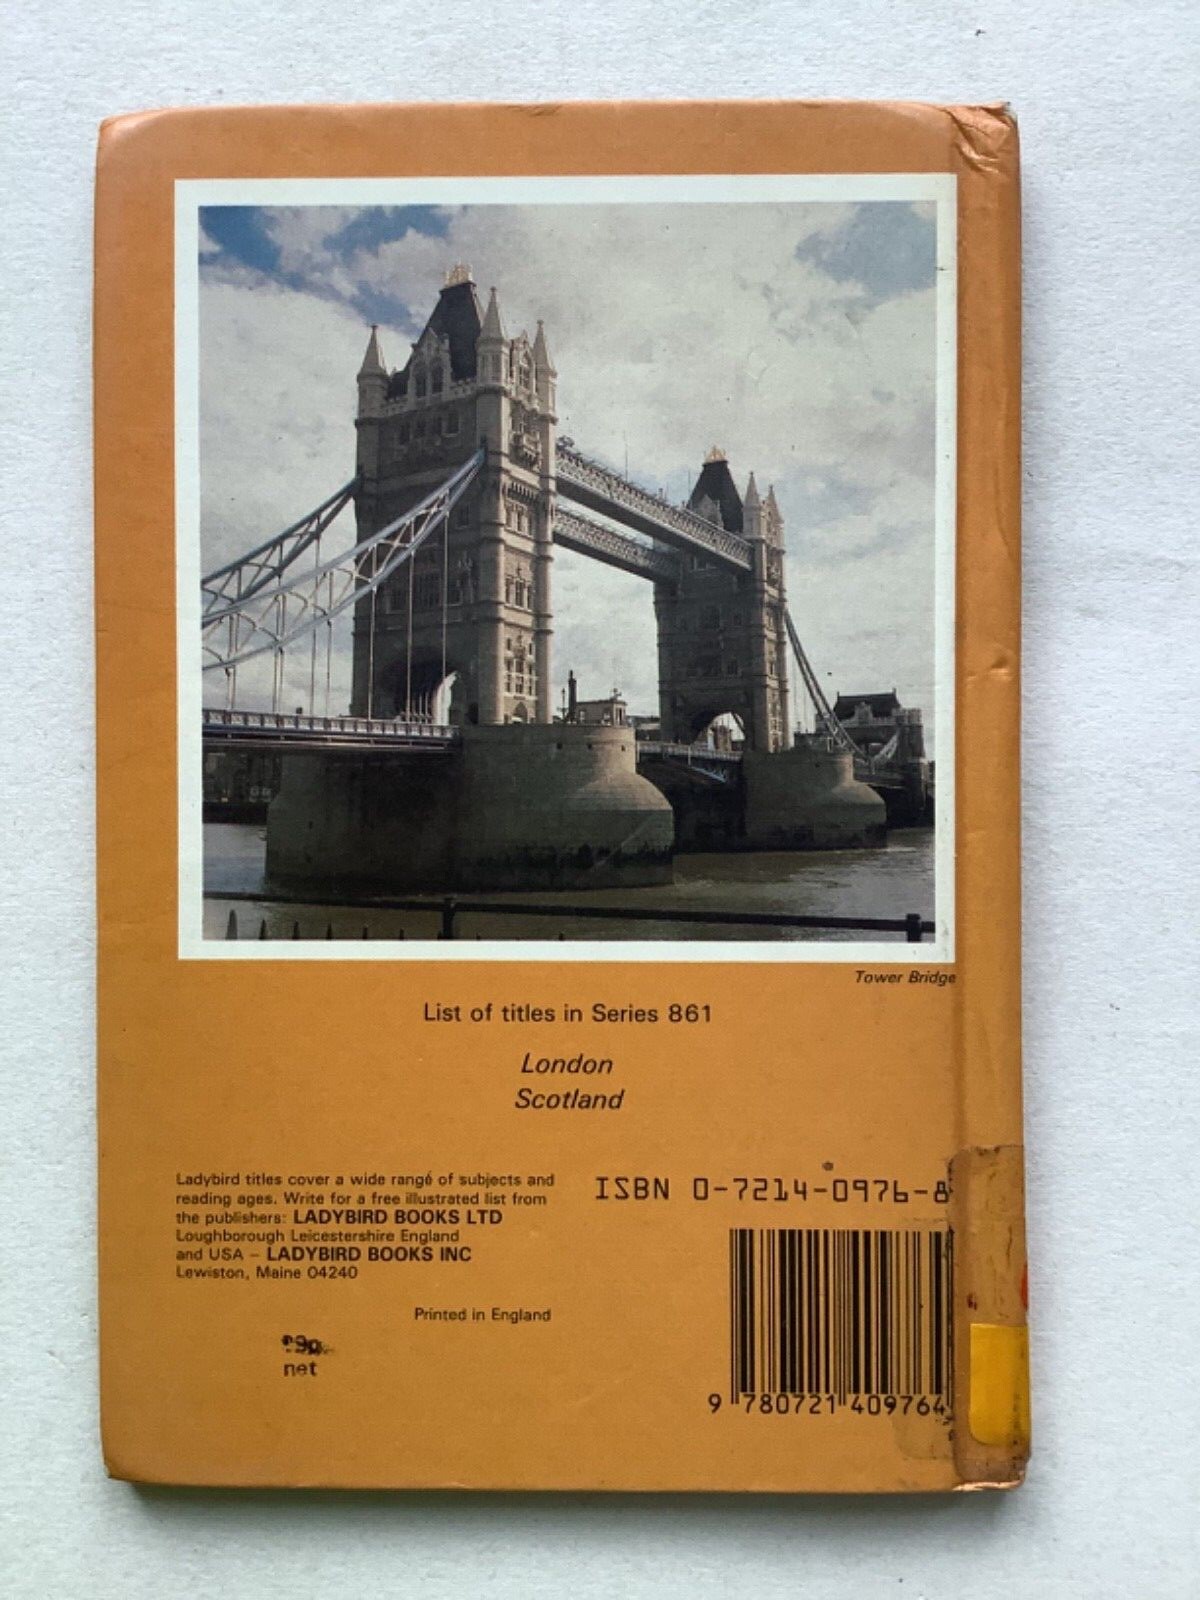 Tower Bridge
List of titles in Series 861
London
Scotland
Ladybird titles cover a wide range of subjects and
reading ages. Write for a free illustrated list from
the publishers: LADYBIRD BOOKS LTD
Loughborough Leicestershire England
and USA – LADYBIRD BOOKS INC
Lewiston, Maine 04240
Printed in England
net
ISBN 0-7214-0976-8
9 780721 409764